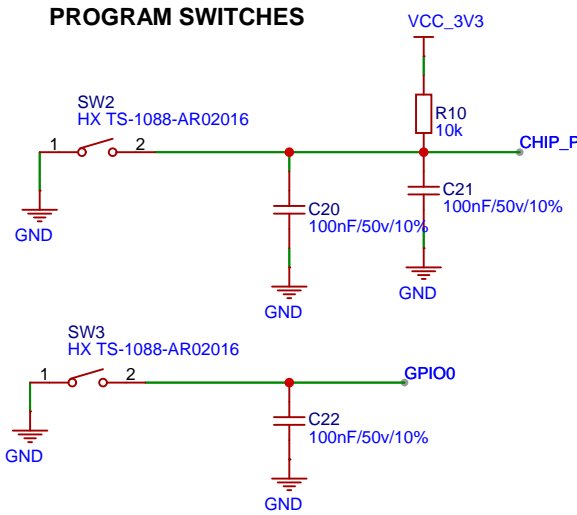 PROGRAM SWITCHES
VCC_3V3
SW2
HX TS-1088-AR02016
R10
10k
1 2
CHIP_P
C20
100nF/50v/10%
C21
100nF/50v/10%
GND
GND
GND
SW3
HX TS-1088-AR02016
1 2
GPIO0
C22
100nF/50v/10%
GND
GND